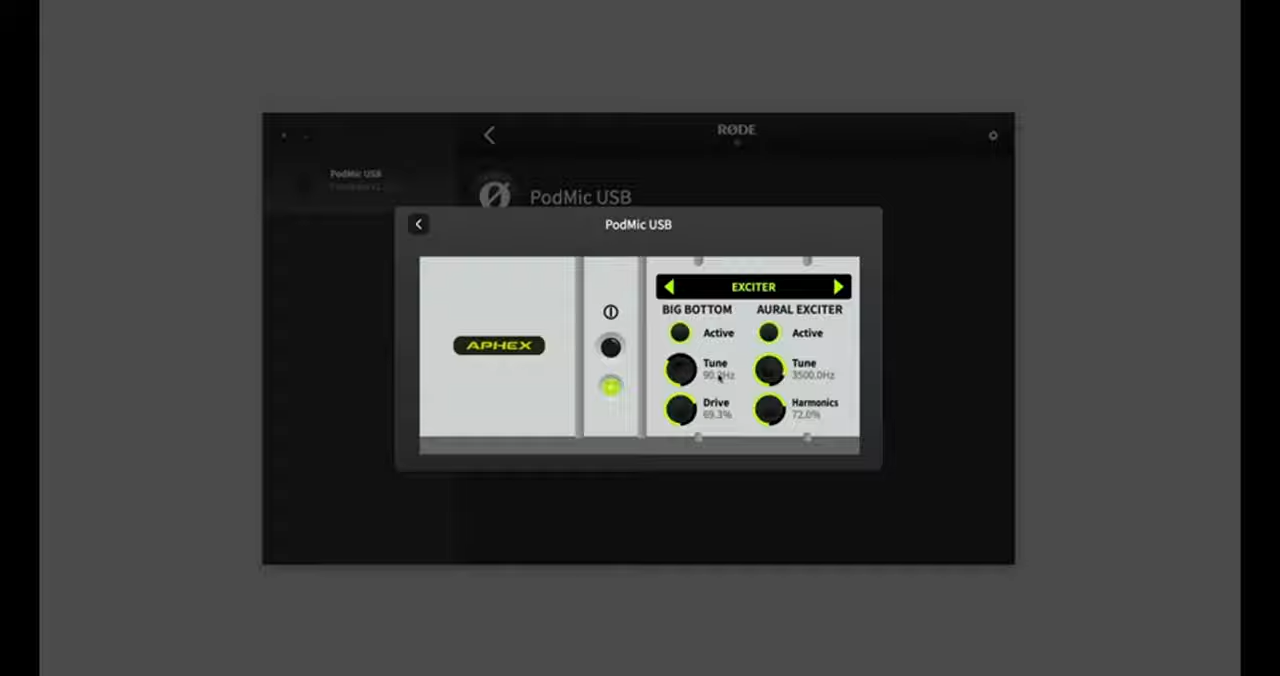 RØDE
PodMic USB
PodMic USB
PodMic USB
APHEX
EXCITER
BIG BOTTOM AURAL EXCITER
Active Active
Tune Tune
3500.0Hz
Drive Harmonics
69.3% 72.0%